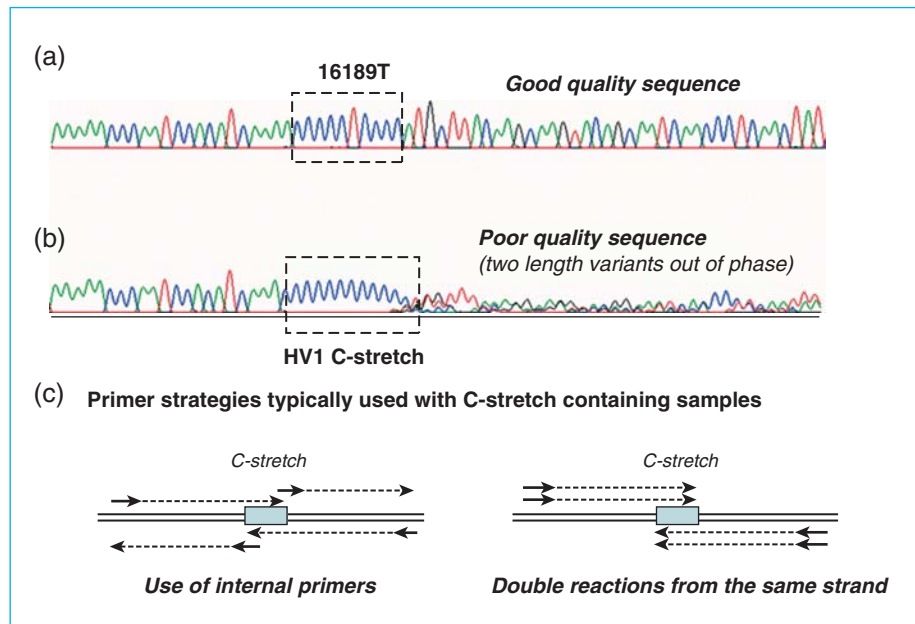 (a)
16189T
Good quality sequence
(b)
Poor quality sequence
(two length variants out of phase)
HV1 C-stretch
(c) Primer strategies typically used with C-stretch containing samples
C-stretch
C-stretch
Use of internal primers
Double reactions from the same strand